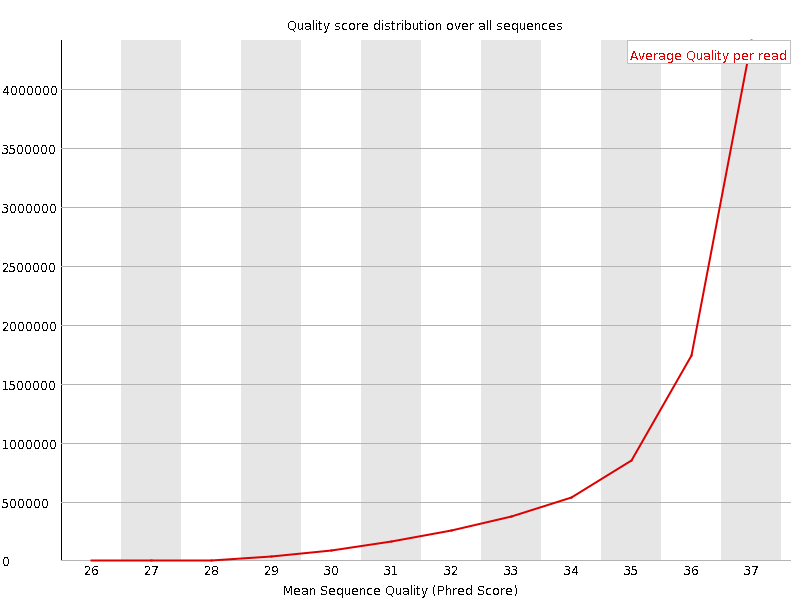 Quality score distribution over all sequences
Average Quality per read
4000000
3500000
3000000
2500000
2000000
1500000
1000000
500000
0
26 27 28 29 30 31 32 33 34 35 36 37
Mean Sequence Quality (Phred Score)